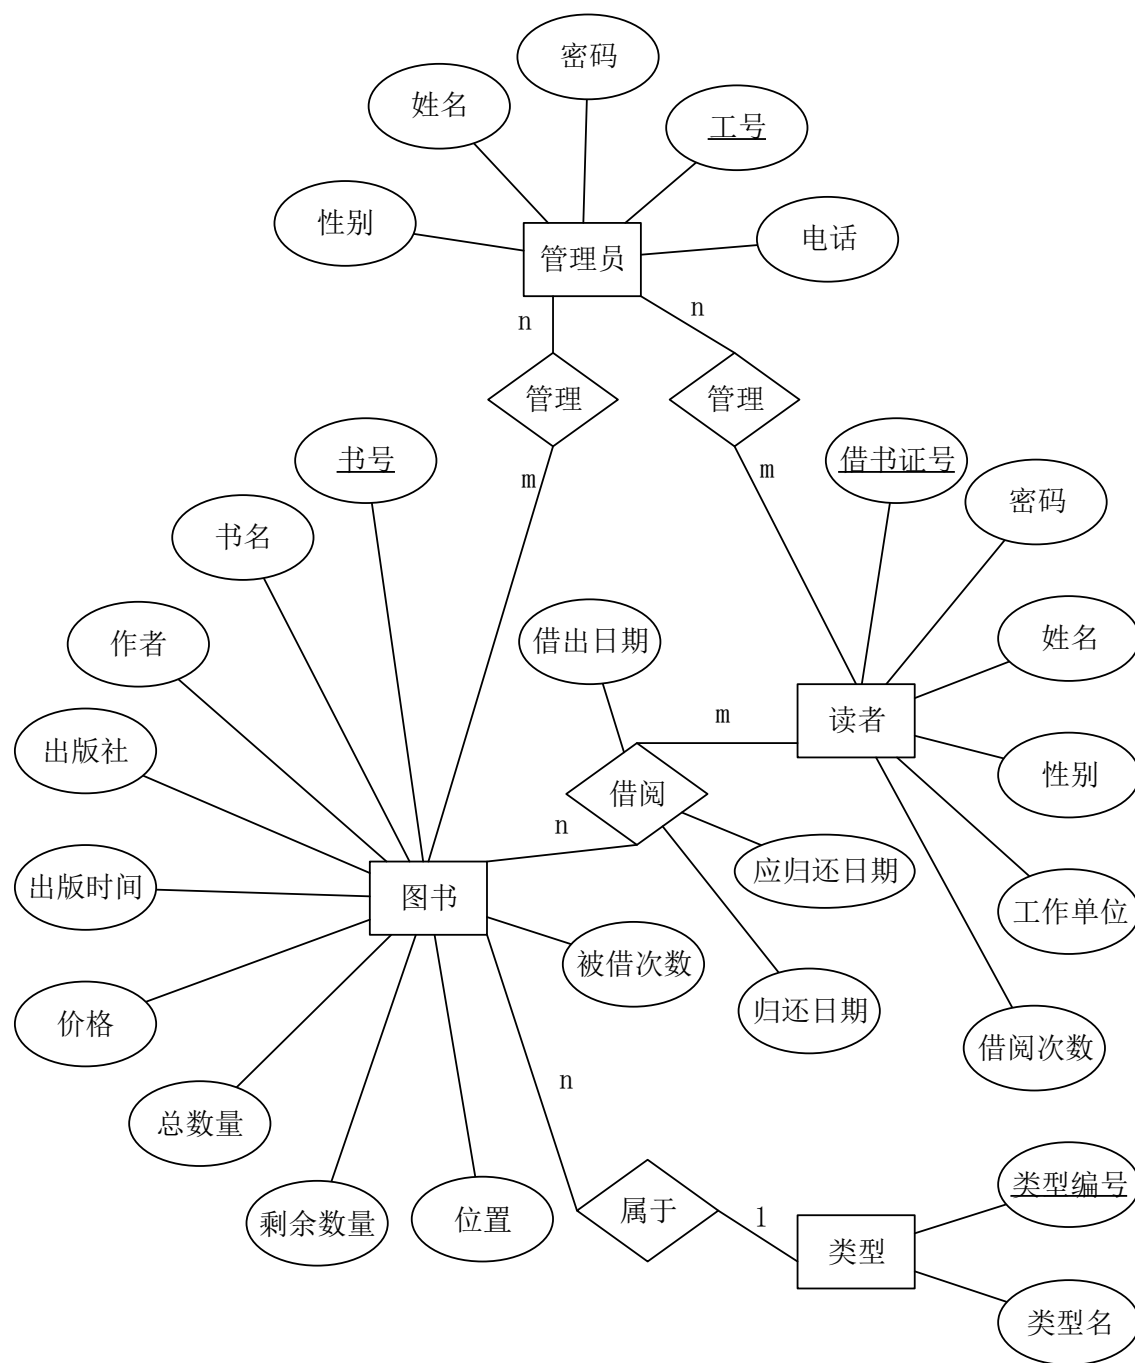 密码
姓名
工号
性别
电话
管理员
n
n
管理
管理
书号
借书证号
m
m
密码
书名
作者
借出日期
姓名
m
读者
出版社
性别
借阅
n
应归还日期
出版时间
图书
工作单位
被借次数
归还日期
价格
借阅次数
n
总数量
类型编号
剩余数量
位置
属于
1
类型
类型名